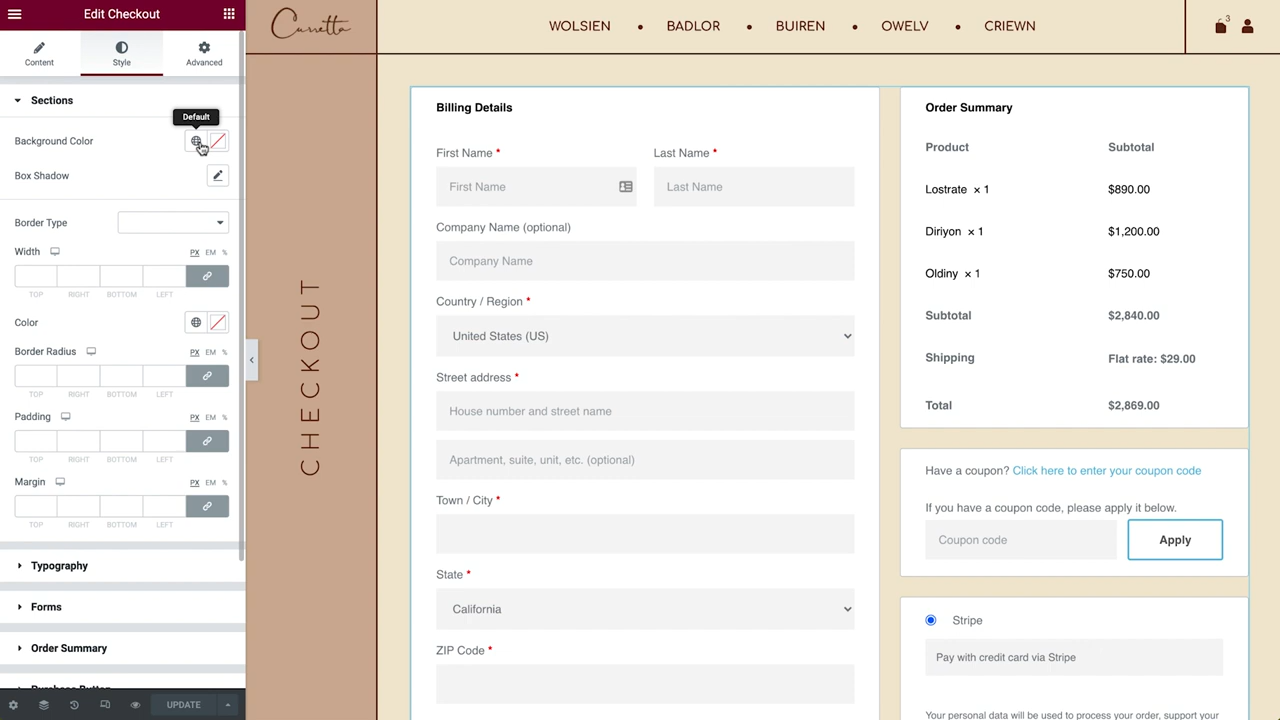 Edit Checkout
Content
Style
Advanced
Sections
Default
Background Color
Box Shadow
Border Type
Width
PX EM %
TOP RIGHT BOTTOM LEFT
Color
Border Radius
PX EM %
TOP RIGHT BOTTOM LEFT
Padding
PX EM %
TOP RIGHT BOTTOM LEFT
Margin
PX EM %
TOP RIGHT BOTTOM LEFT
Typography
Forms
Order Summary
Purchase Button
UPDATE
Curretta
WOLSIEN • BADLOR • BUIREN • OWELV • CRIEWN
3
CHECKOUT
Billing Details
First Name *
Last Name *
First Name
Last Name
Company Name (optional)
Company Name
Country / Region *
United States (US)
Street address *
House number and street name
Apartment, suite, unit, etc. (optional)
Town / City *
State *
California
ZIP Code *
Order Summary
Product Subtotal
Lostrate × 1 $890.00
Diriyon × 1 $1,200.00
Oldiny × 1 $750.00
Subtotal $2,840.00
Shipping Flat rate: $29.00
Total $2,869.00
Have a coupon? Click here to enter your coupon code
If you have a coupon code, please apply it below.
Coupon code
Apply
Stripe
Pay with credit card via Stripe
Your personal data will be used to process your order, support your